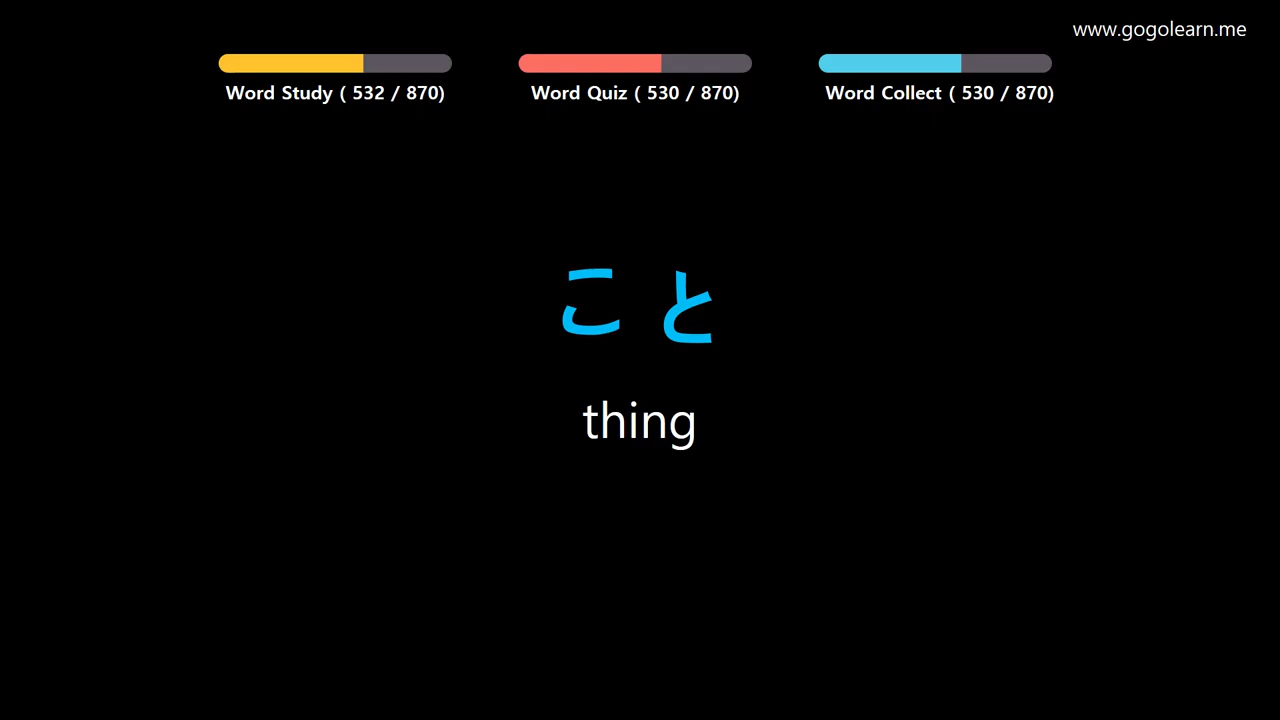 www.gogolearn.me
Word Study ( 532 / 870)
Word Quiz ( 530 / 870)
Word Collect ( 530 / 870)
こと
thing